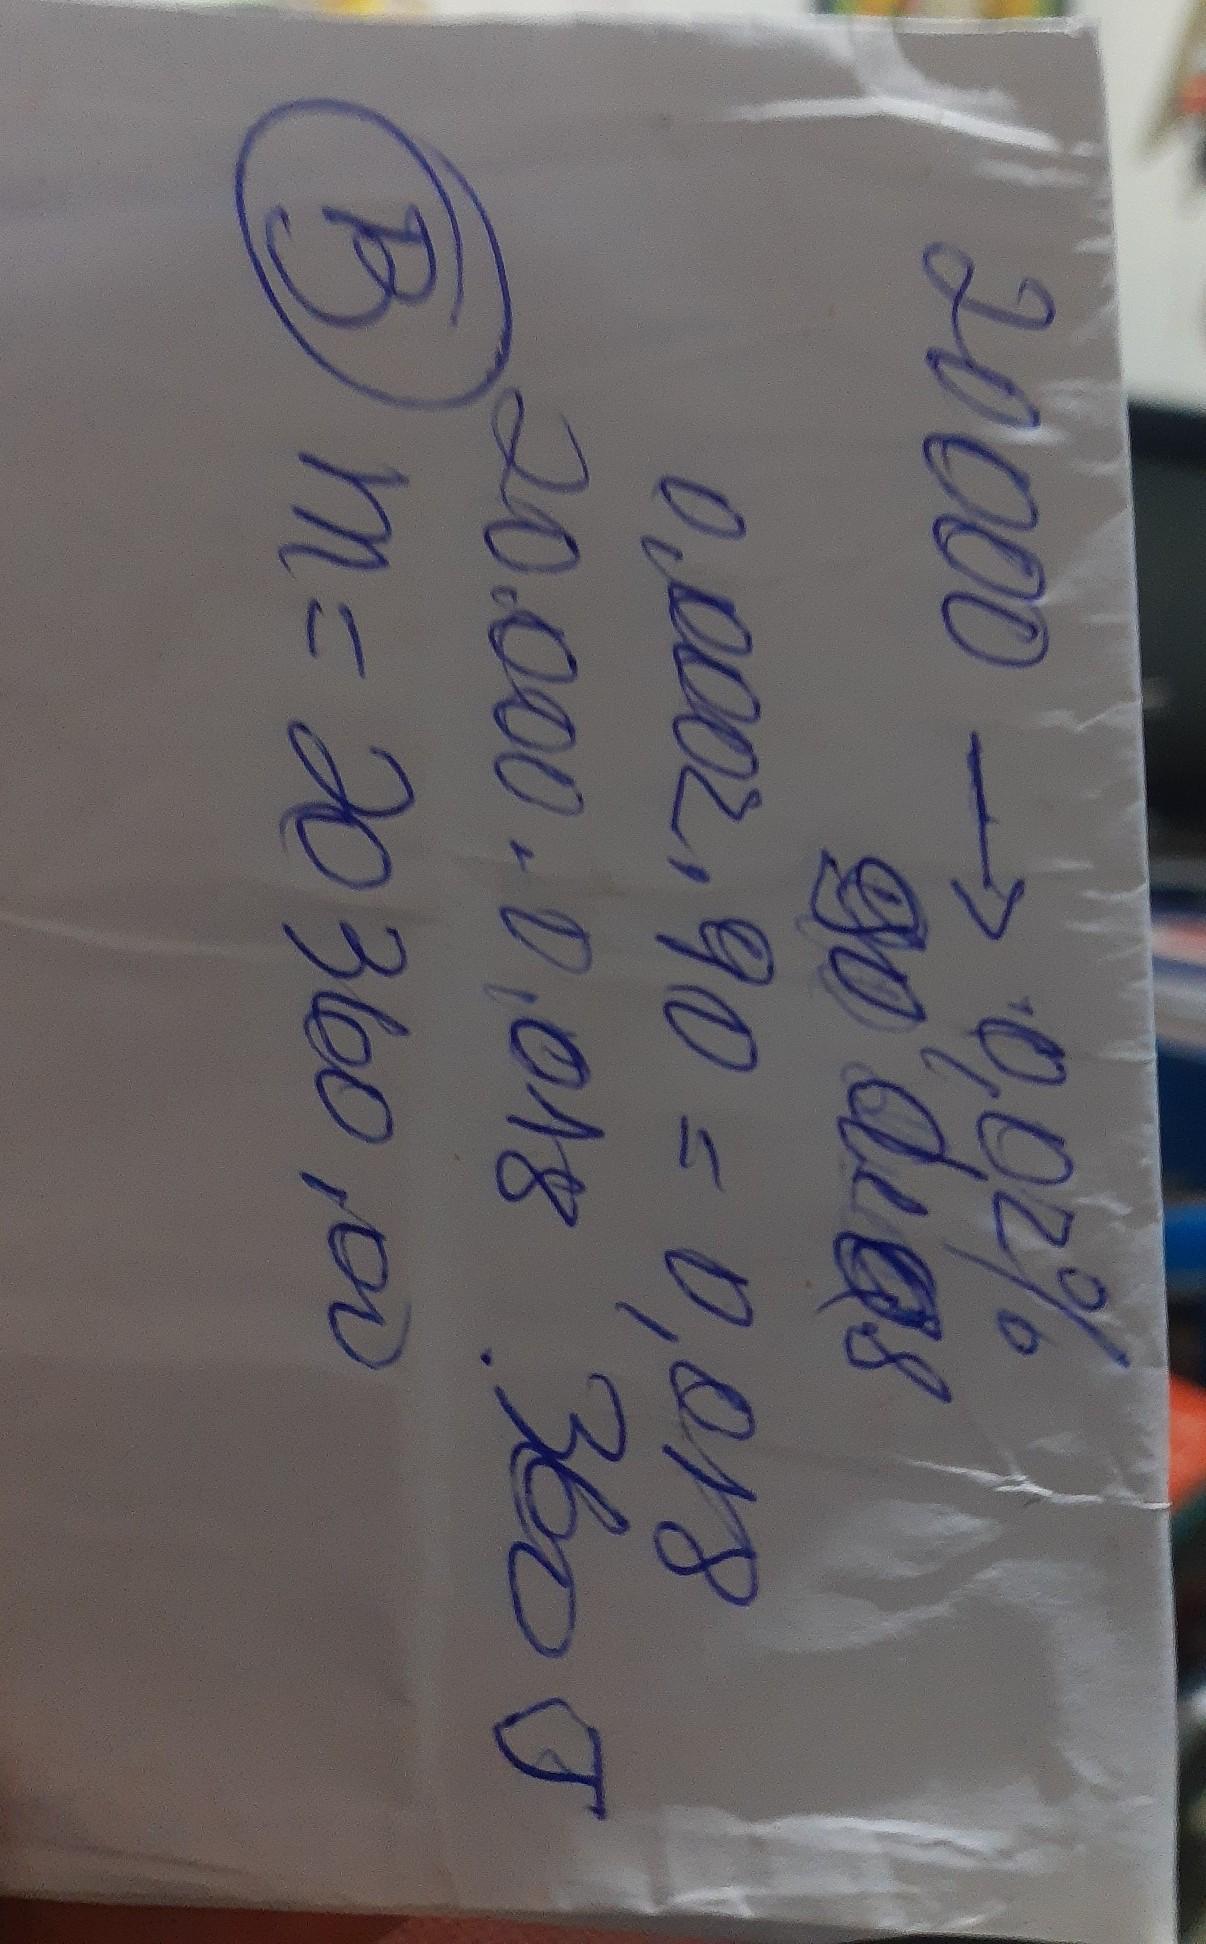 20000 → 0,02%
90 dias
0,0002.90 = 0,018
20.000.0,018 360 J
B M = 20360,00